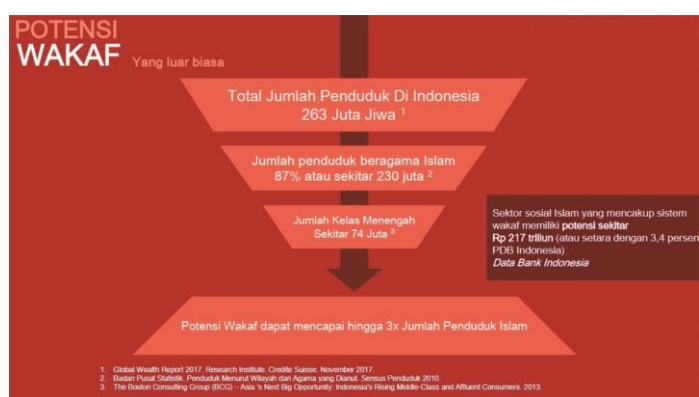 POTENSI
WAKAF Yang luar biasa
Total Jumlah Penduduk Di Indonesia
263 Juta Jiwa 1
Jumlah penduduk beragama Islam
87% atau sekitar 230 juta 2
Jumlah Kelas Menengah
Sekitar 74 Juta 3
Sektor sosial Islam yang mencakup sistem
wakaf memiliki potensi sekitar
Rp 217 triliun (atau setara dengan 3,4 persen
PDB Indonesia)
Data Bank Indonesia
Potensi Wakaf dapat mencapai hingga 3x Jumlah Penduduk Islam
1. Global Wealth Report 2017. Research Institute. Credite Suisse. November 2017.
2. Badan Pusat Statistik. Penduduk Menurut Wilayah dan Agama yang Dianut. Sensus Penduduk 2010.
3. The Boston Consulting Group (BCG) – Asia 's Next Big Opportunity: Indonesia's Rising Middle-Class and Affluent Consumers. 2013.